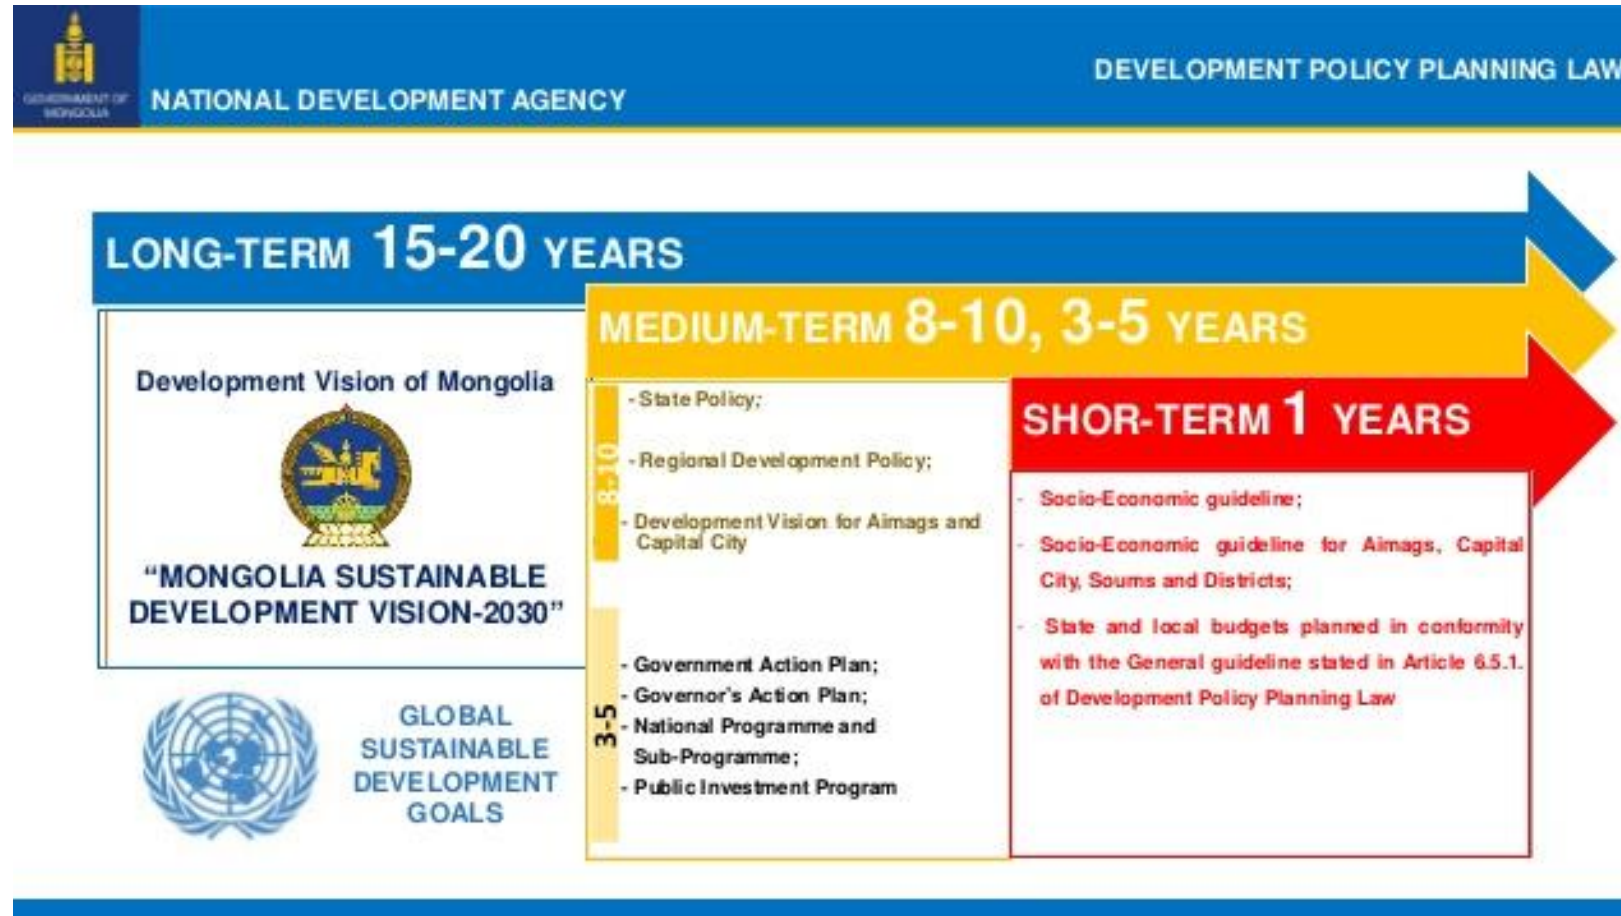 GOVERNMENT OF
MONGOLIA
NATIONAL DEVELOPMENT AGENCY
DEVELOPMENT POLICY PLANNING LAW
LONG-TERM 15-20 YEARS
Development Vision of Mongolia
“MONGOLIA SUSTAINABLE
DEVELOPMENT VISION-2030”
GLOBAL
SUSTAINABLE
DEVELOPMENT
GOALS
MEDIUM-TERM 8-10, 3-5 YEARS
8-10
- State Policy;
- Regional Development Policy;
- Development Vision for Aimags and
Capital City
3-5
- Government Action Plan;
- Governor's Action Plan;
- National Programme and
Sub-Programme;
- Public Investment Program
SHOR-TERM 1 YEARS
- Socio-Economic guideline;
- Socio-Economic guideline for Aimags, Capital
City, Soums and Districts;
- State and local budgets planned in conformity
with the General guideline stated in Article 6.5.1.
of Development Policy Planning Law